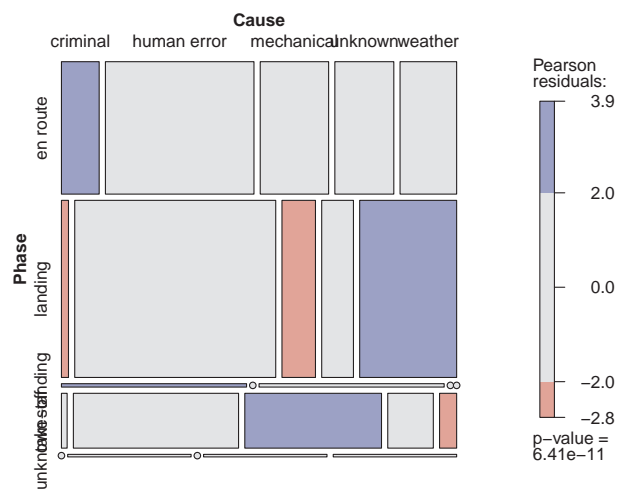 Cause
criminal human error mechanical unknown weather
Pearson
residuals:
3.9
2.0
0.0
−2.0
−2.8
p−value =
6.41e−11
Phase
en route
landing
unknown